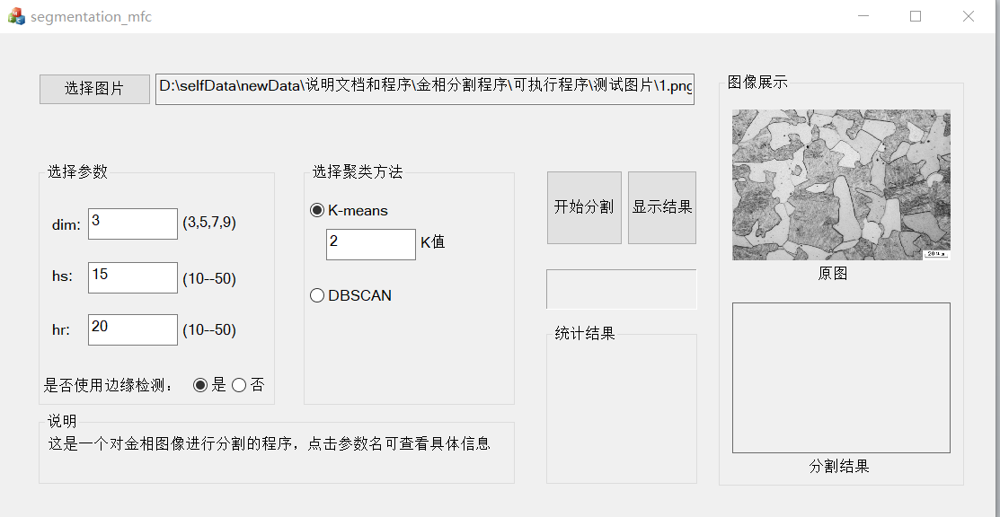 segmentation_mfc
选择图片
D:\selfData\newData\说明文档和程序\金相分割程序\可执行程序\测试图片\1.png
选择参数
dim: 3 (3,5,7,9)
hs: 15 (10--50)
hr: 20 (10--50)
是否使用边缘检测： 是 否
选择聚类方法
K-means
2 K值
DBSCAN
说明
这是一个对金相图像进行分割的程序，点击参数名可查看具体信息
开始分割 显示结果
统计结果
图像展示
原图
分割结果